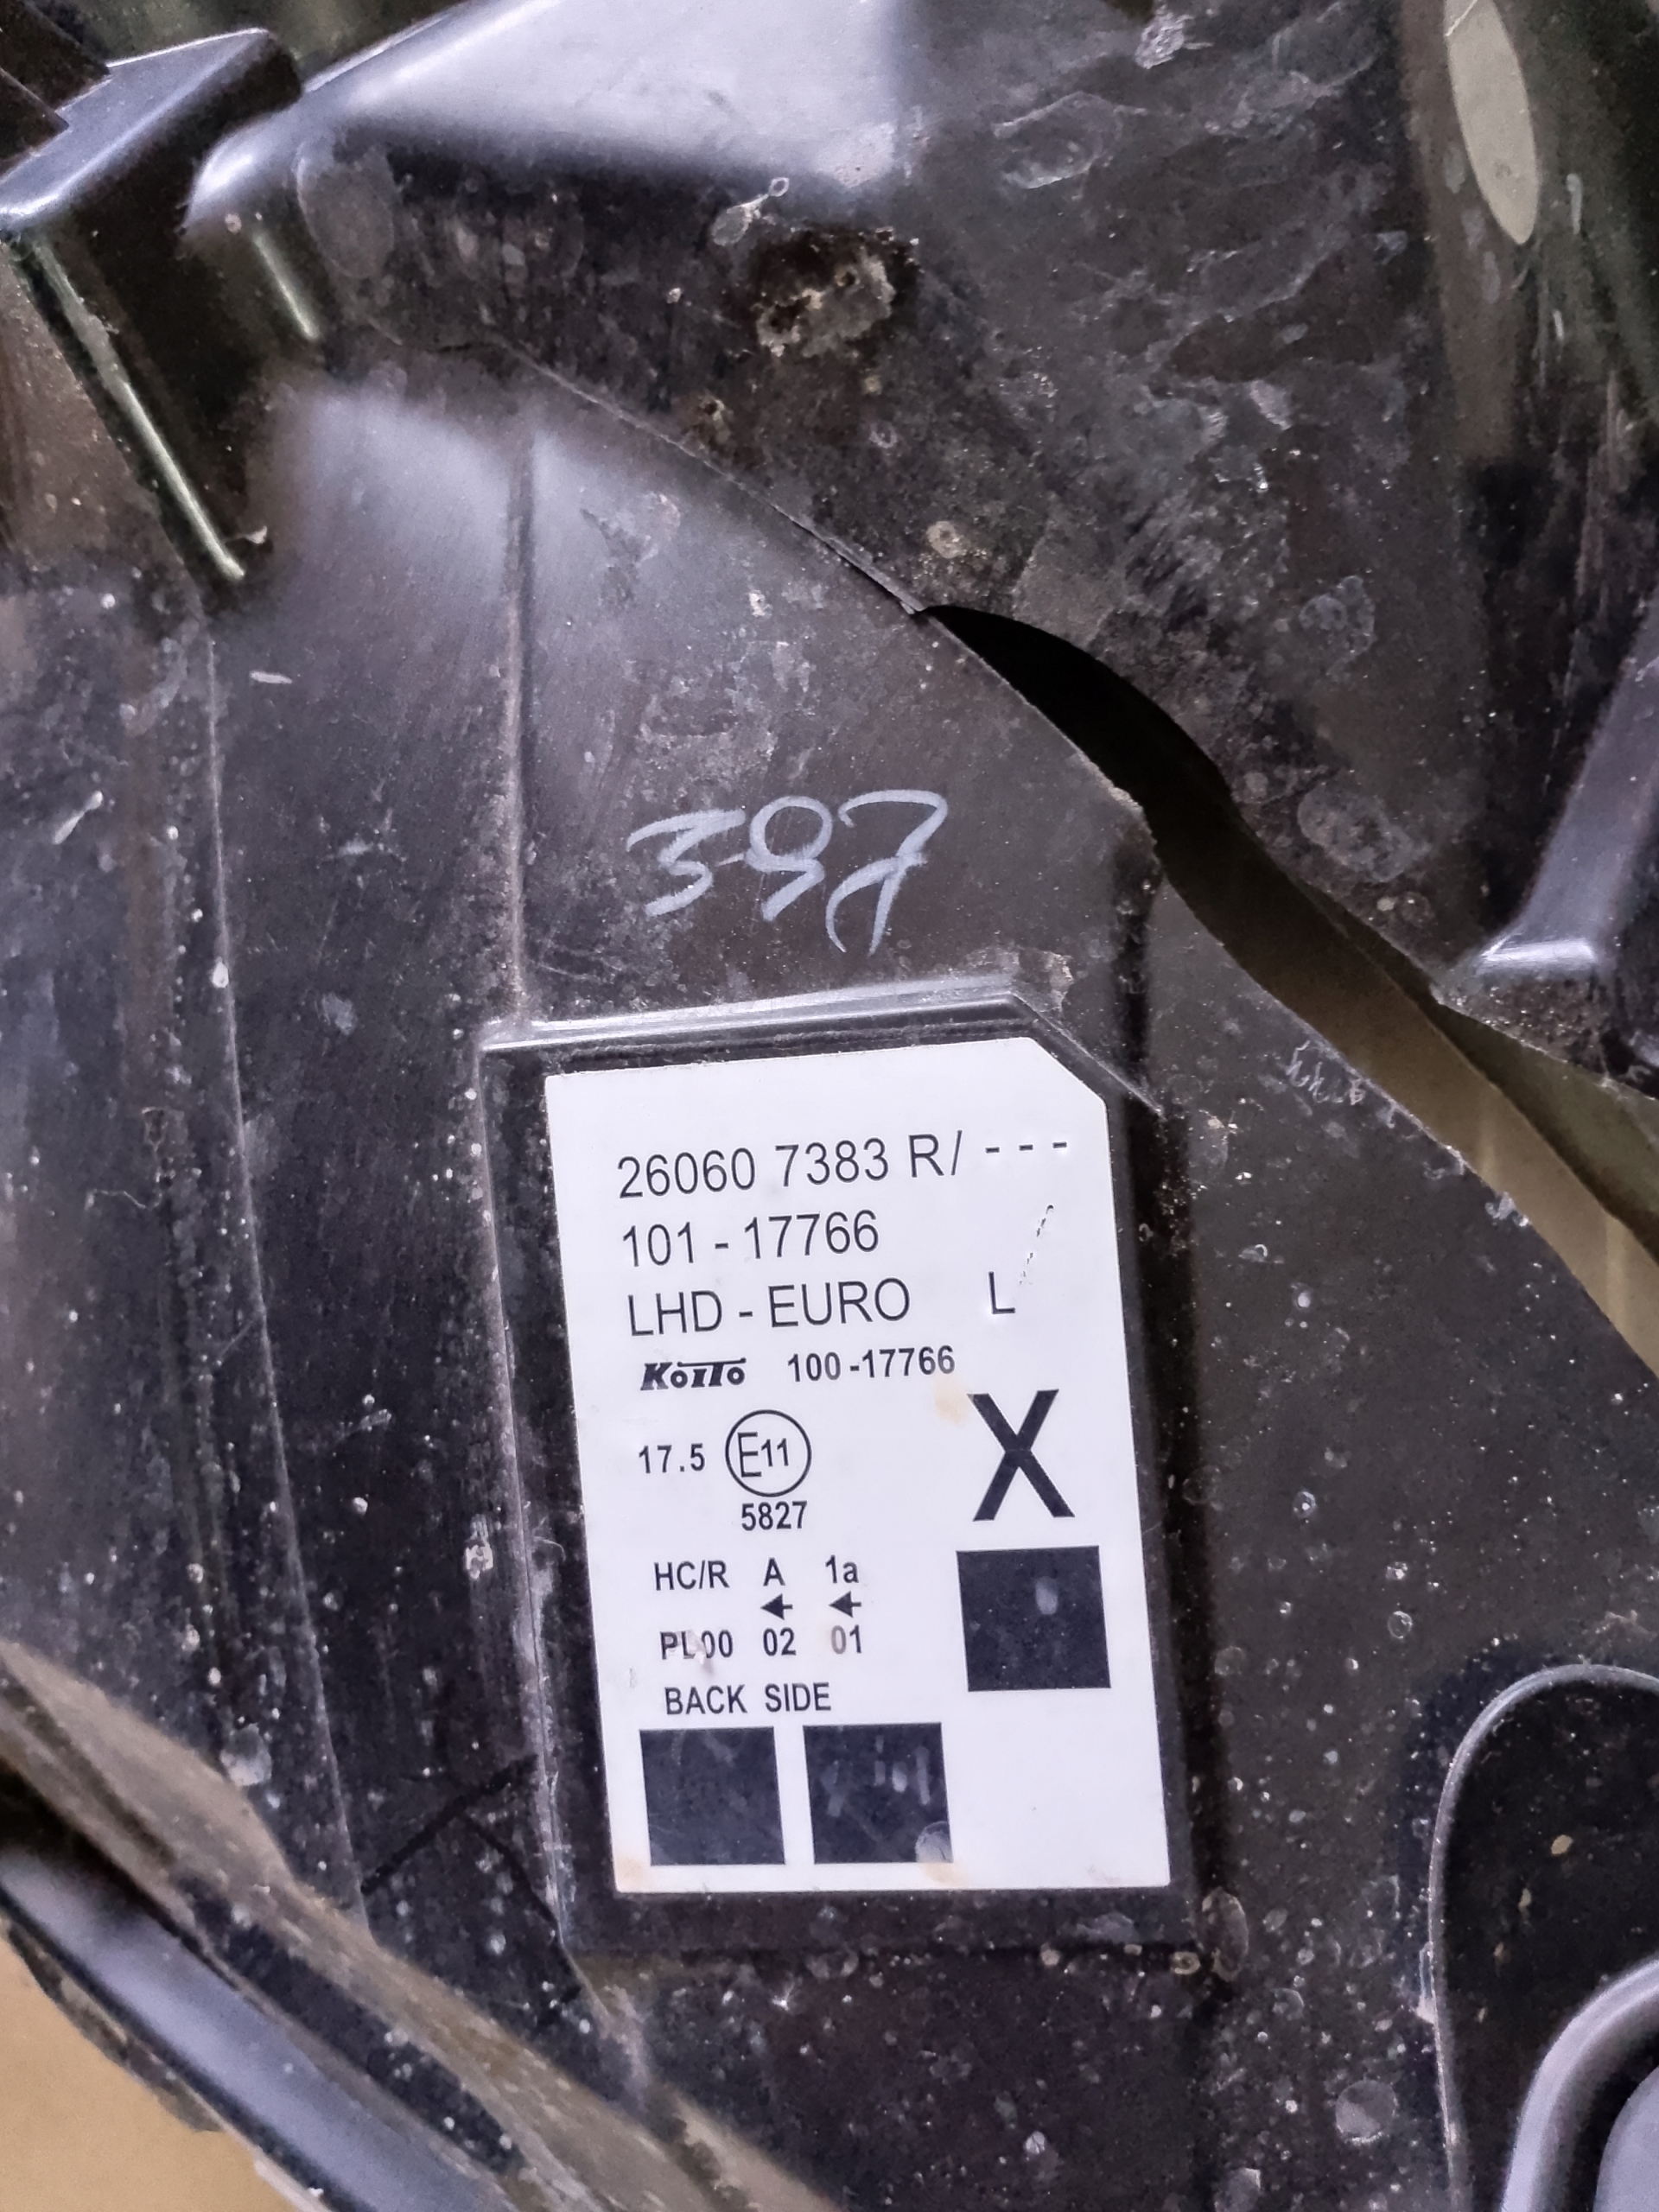 397
26060 7383 R/ - - -
101 - 17766
LHD - EURO L
KOITO 100 -17766
X
17.5 E11
5827
HC/R A 1a
← ←
PL00 02 01
BACK SIDE